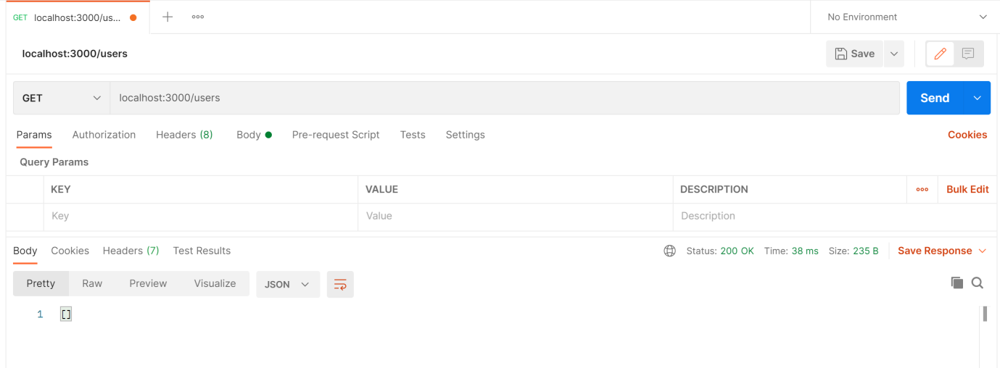 GET localhost:3000/us... No Environment
localhost:3000/users Save
GET localhost:3000/users Send
Params Authorization Headers (8) Body Pre-request Script Tests Settings Cookies
Query Params
KEY VALUE DESCRIPTION Bulk Edit
Key Value Description
Body Cookies Headers (7) Test Results Status: 200 OK Time: 38 ms Size: 235 B Save Response
Pretty Raw Preview Visualize JSON
1 []